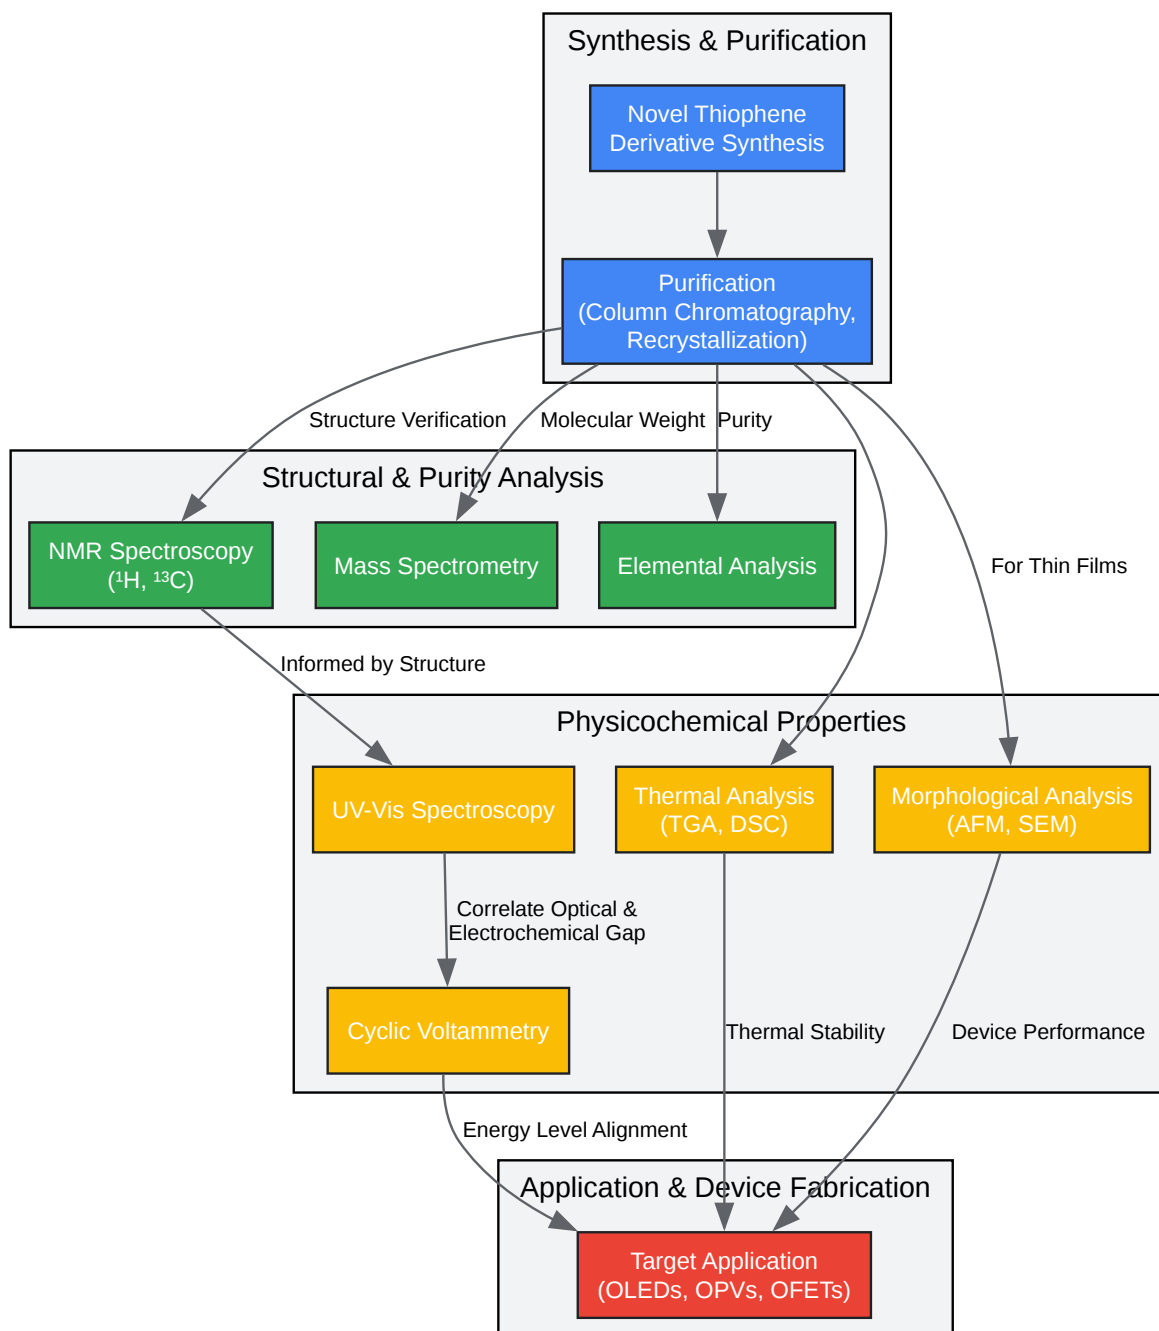 Synthesis & Purification
Novel Thiophene
Derivative Synthesis
Purification
(Column Chromatography,
Recrystallization)
Structure Verification
Molecular Weight
Purity
Structural & Purity Analysis
NMR Spectroscopy
(¹H, ¹³C)
Mass Spectrometry
Elemental Analysis
For Thin Films
Informed by Structure
Physicochemical Properties
UV-Vis Spectroscopy
Thermal Analysis
(TGA, DSC)
Morphological Analysis
(AFM, SEM)
Correlate Optical &
Electrochemical Gap
Cyclic Voltammetry
Thermal Stability
Device Performance
Energy Level Alignment
Application & Device Fabrication
Target Application
(OLEDs, OPVs, OFETs)